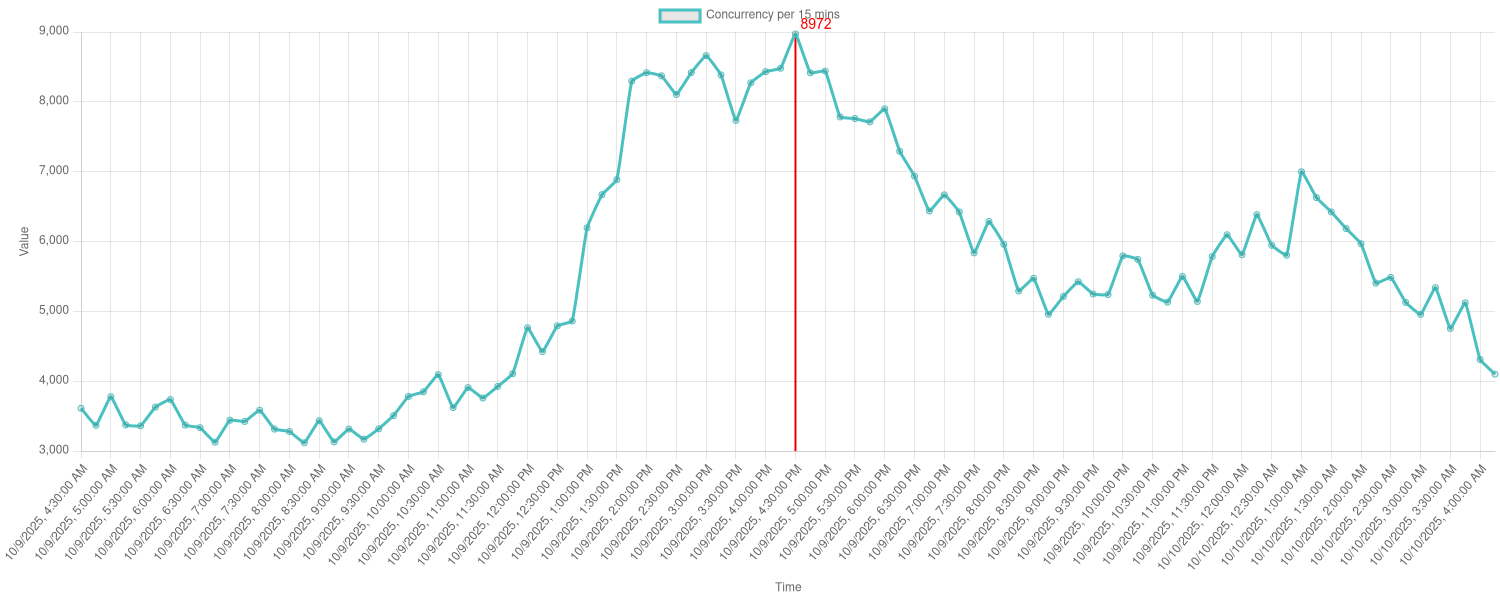 Concurrency per 15 mins
8972
9,000
8,000
7,000
6,000
5,000
4,000
3,000
Value
10/9/2025, 4:30:00 AM
10/9/2025, 5:00:00 AM
10/9/2025, 5:30:00 AM
10/9/2025, 6:00:00 AM
10/9/2025, 6:30:00 AM
10/9/2025, 7:00:00 AM
10/9/2025, 7:30:00 AM
10/9/2025, 8:00:00 AM
10/9/2025, 8:30:00 AM
10/9/2025, 9:00:00 AM
10/9/2025, 9:30:00 AM
10/9/2025, 10:00:00 AM
10/9/2025, 10:30:00 AM
10/9/2025, 11:00:00 AM
10/9/2025, 11:30:00 AM
10/9/2025, 12:00:00 PM
10/9/2025, 12:30:00 PM
10/9/2025, 1:00:00 PM
10/9/2025, 1:30:00 PM
10/9/2025, 2:00:00 PM
10/9/2025, 2:30:00 PM
10/9/2025, 3:00:00 PM
10/9/2025, 3:30:00 PM
10/9/2025, 4:00:00 PM
10/9/2025, 4:30:00 PM
10/9/2025, 5:00:00 PM
10/9/2025, 5:30:00 PM
10/9/2025, 6:00:00 PM
10/9/2025, 6:30:00 PM
10/9/2025, 7:00:00 PM
10/9/2025, 7:30:00 PM
10/9/2025, 8:00:00 PM
10/9/2025, 8:30:00 PM
10/9/2025, 9:00:00 PM
10/9/2025, 9:30:00 PM
10/9/2025, 10:00:00 PM
10/9/2025, 10:30:00 PM
10/9/2025, 11:00:00 PM
10/9/2025, 11:30:00 PM
10/10/2025, 12:00:00 AM
10/10/2025, 12:30:00 AM
10/10/2025, 1:00:00 AM
10/10/2025, 1:30:00 AM
10/10/2025, 2:00:00 AM
10/10/2025, 2:30:00 AM
10/10/2025, 3:00:00 AM
10/10/2025, 3:30:00 AM
10/10/2025, 4:00:00 AM
Time